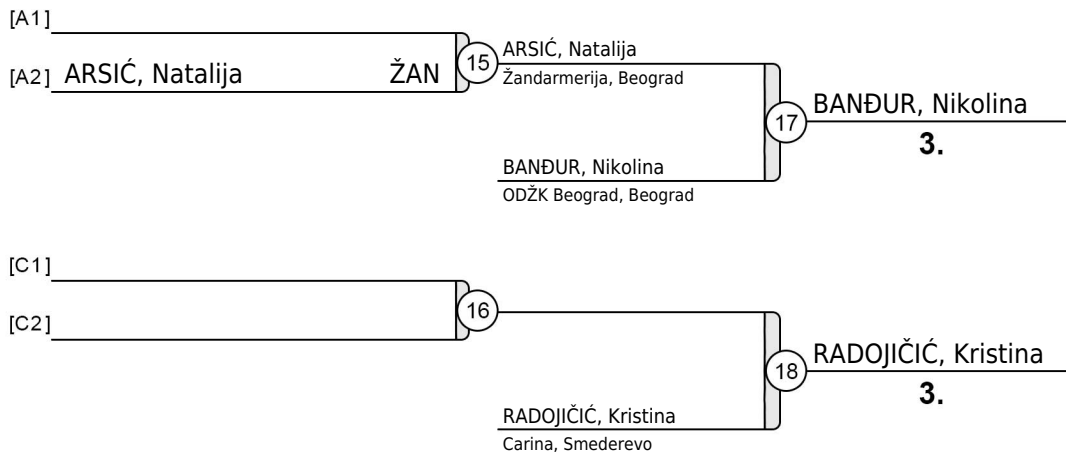 [A1]
[A2] ARSIĆ, Natalija ŽAN
15
ARSIĆ, Natalija
Žandarmerija, Beograd
17
BANĐUR, Nikolina
3.
BANĐUR, Nikolina
ODŽK Beograd, Beograd
[C1]
[C2]
16
18
RADOJIČIĆ, Kristina
3.
RADOJIČIĆ, Kristina
Carina, Smederevo